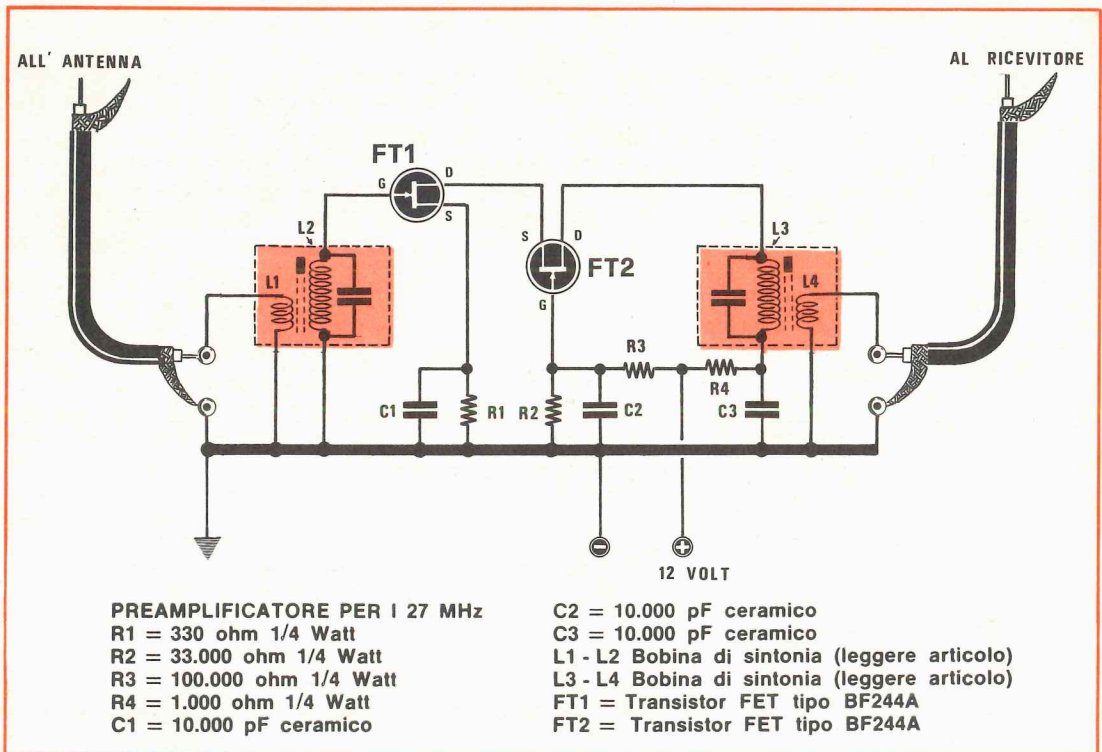 ALL' ANTENNA
AL RICEVITORE
FT1
G
D
S
L2
L1
S
D
FT2
G
L3
L4
R3
R4
C1
R1
R2
C2
C3
12 VOLT
PREAMPLIFICATORE PER I 27 MHz
R1 = 330 ohm 1/4 Watt
R2 = 33.000 ohm 1/4 Watt
R3 = 100.000 ohm 1/4 Watt
R4 = 1.000 ohm 1/4 Watt
C1 = 10.000 pF ceramico
C2 = 10.000 pF ceramico
C3 = 10.000 pF ceramico
L1 - L2 Bobina di sintonia (leggere articolo)
L3 - L4 Bobina di sintonia (leggere articolo)
FT1 = Transistor FET tipo BF244A
FT2 = Transistor FET tipo BF244A